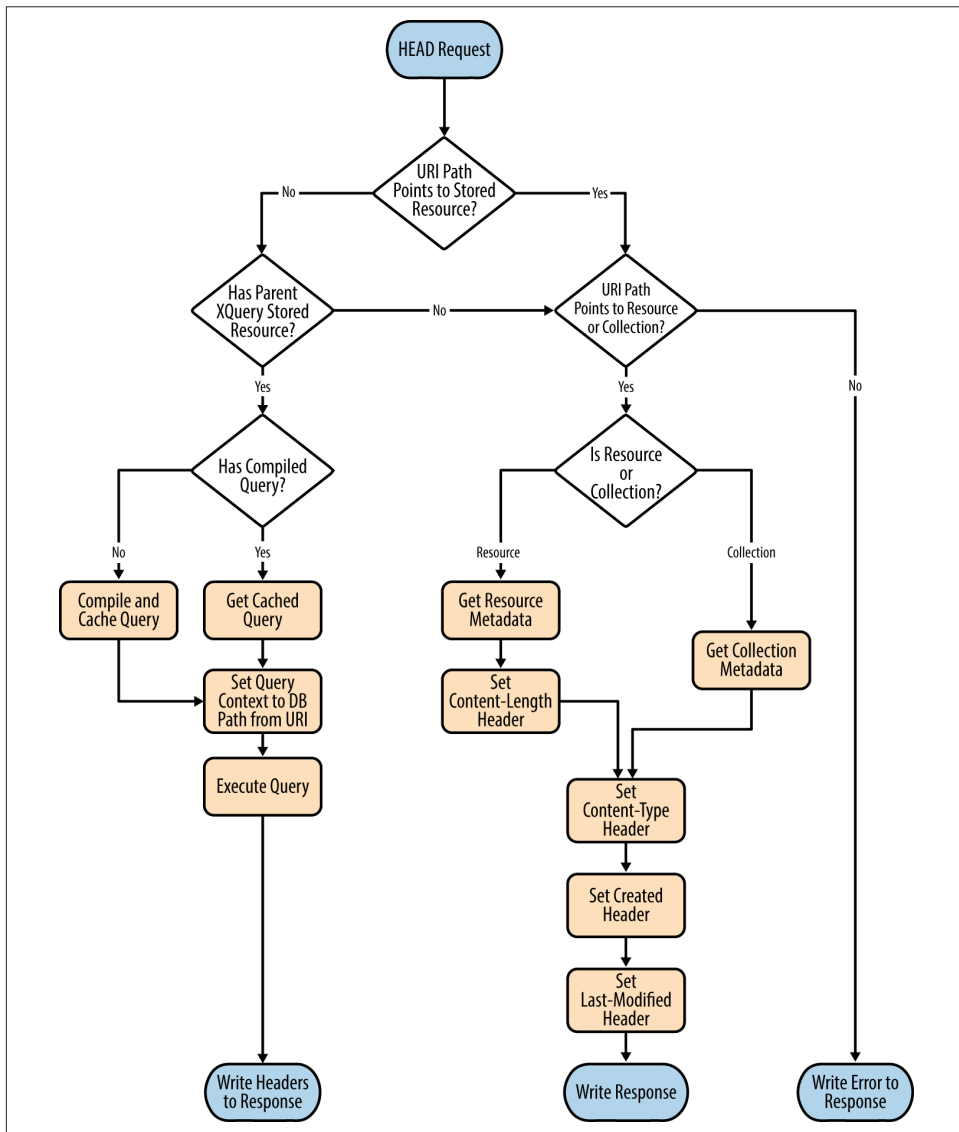 HEAD Request
URI Path
Points to Stored
Resource?
No
Yes
Has Parent
XQuery Stored
Resource?
No
URI Path
Points to Resource
or Collection?
Yes
Yes
No
Has Compiled
Query?
Is Resource
or
Collection?
No
Yes
Resource
Collection
Compile and
Cache Query
Get Cached
Query
Get Resource
Metadata
Get Collection
Metadata
Set Query
Context to DB
Path from URI
Set
Content-Length
Header
Execute Query
Set
Content-Type
Header
Set Created
Header
Set
Last-Modified
Header
Write Headers
to Response
Write Response
Write Error to
Response